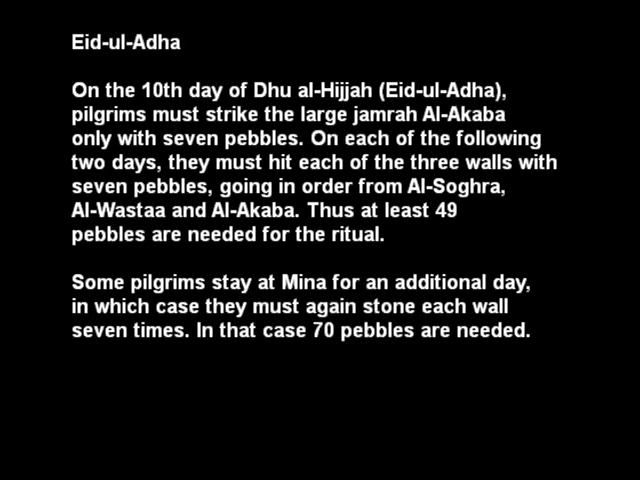 Eid-ul-Adha
On the 10th day of Dhu al-Hijjah (Eid-ul-Adha),
pilgrims must strike the large jamrah Al-Akaba
only with seven pebbles. On each of the following
two days, they must hit each of the three walls with
seven pebbles, going in order from Al-Soghra,
Al-Wastaa and Al-Akaba. Thus at least 49
pebbles are needed for the ritual.
Some pilgrims stay at Mina for an additional day,
in which case they must again stone each wall
seven times. In that case 70 pebbles are needed.